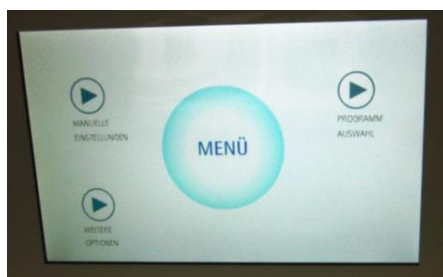 MANUELLE
EINSTELLUNGEN
MENÜ
PROGRAMM
AUSWAHL
WEITERE
OPTIONEN